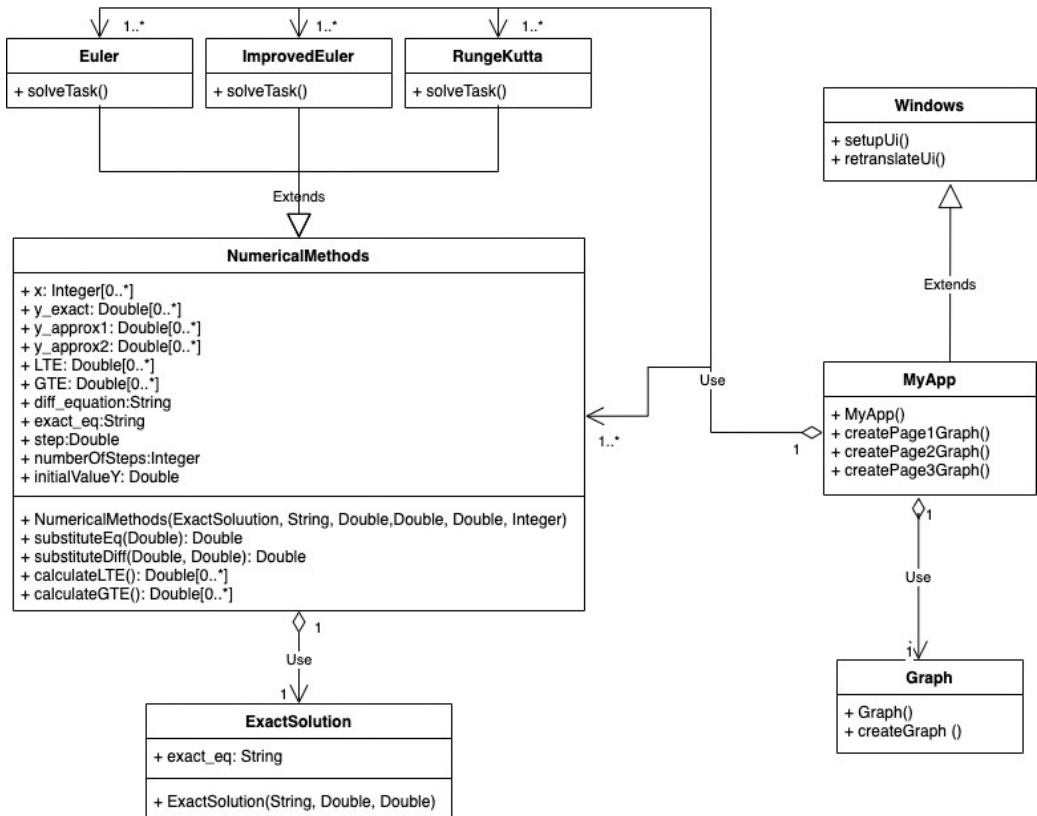 1..*
1..*
1..*
Euler
+ solveTask()
ImprovedEuler
+ solveTask()
RungeKutta
+ solveTask()
Windows
+ setupUi()
+ retranslateUi()
Extends
Extends
NumericalMethods
+ x: Integer[0..*]
+ y_exact: Double[0..*]
+ y_approx1: Double[0..*]
+ y_approx2: Double[0..*]
+ LTE: Double[0..*]
+ GTE: Double[0..*]
+ diff_equation:String
+ exact_eq:String
+ step:Double
+ numberOfSteps:Integer
+ initialValueY: Double
+ NumericalMethods(ExactSoluution, String, Double,Double, Double, Integer)
+ substituteEq(Double): Double
+ substituteDiff(Double, Double): Double
+ calculateLTE(): Double[0..*]
+ calculateGTE(): Double[0..*]
Use
1..*
1
MyApp
+ MyApp()
+ createPage1Graph()
+ createPage2Graph()
+ createPage3Graph()
1
Use
1
Graph
+ Graph()
+ createGraph ()
1
Use
1
ExactSolution
+ exact_eq: String
+ ExactSolution(String, Double, Double)